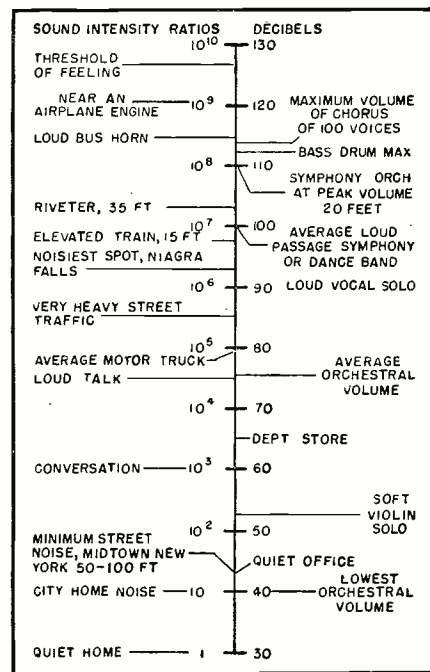 SOUND INTENSITY RATIOS DECIBELS
10¹⁰ 130
THRESHOLD
OF FEELING
NEAR AN
AIRPLANE ENGINE 10⁹ 120
MAXIMUM VOLUME
OF CHORUS
OF 100 VOICES
LOUD BUS HORN
BASS DRUM MAX
10⁸ 110
SYMPHONY ORCH
AT PEAK VOLUME
20 FEET
RIVETER, 35 FT
10⁷ 100
AVERAGE LOUD
PASSAGE SYMPHONY
OR DANCE BAND
ELEVATED TRAIN, 15 FT
NOISIEST SPOT, NIAGRA
FALLS
10⁶ 90 LOUD VOCAL SOLO
VERY HEAVY STREET
TRAFFIC
10⁵ 80
AVERAGE MOTOR TRUCK
LOUD TALK
AVERAGE
ORCHESTRAL
VOLUME
10⁴ 70
DEPT STORE
CONVERSATION 10³ 60
SOFT
VIOLIN
SOLO
10² 50
MINIMUM STREET
NOISE, MIDTOWN NEW
YORK 50-100 FT
QUIET OFFICE
CITY HOME NOISE 10 40
LOWEST
ORCHESTRAL
VOLUME
QUIET HOME 1 30